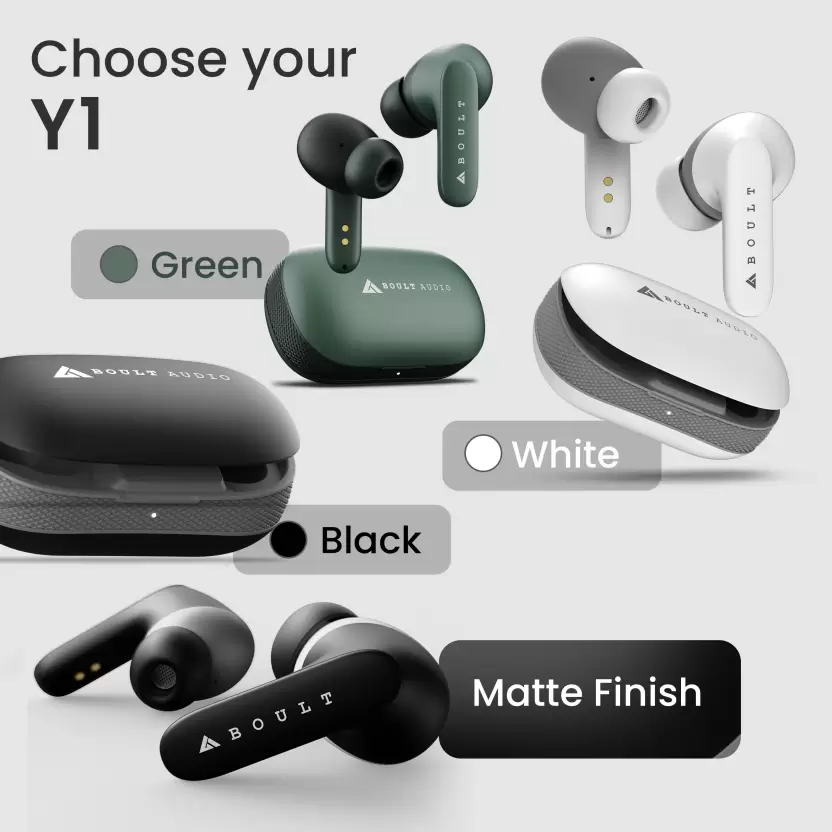 Choose your
Y1
BOULT
BOULT
Green
BOULT AUDIO
BOULT AUDIO
BOULT AUDIO
White
Black
BOULT
Matte Finish